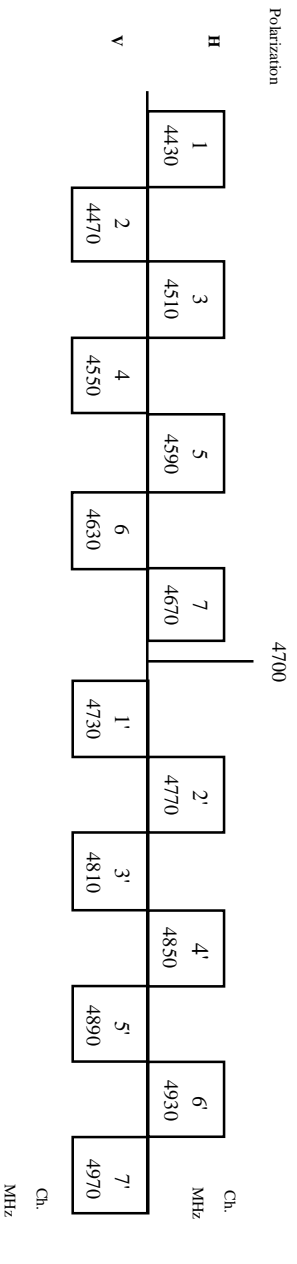 Polarization
4700
H
1 3 5 7 2' 4' 6' Ch.
4430 4510 4590 4670 4770 4850 4930 MHz
V
2 4 6 1' 3' 5' 7'
4470 4550 4630 4730 4810 4890 4970
Ch.
MHz